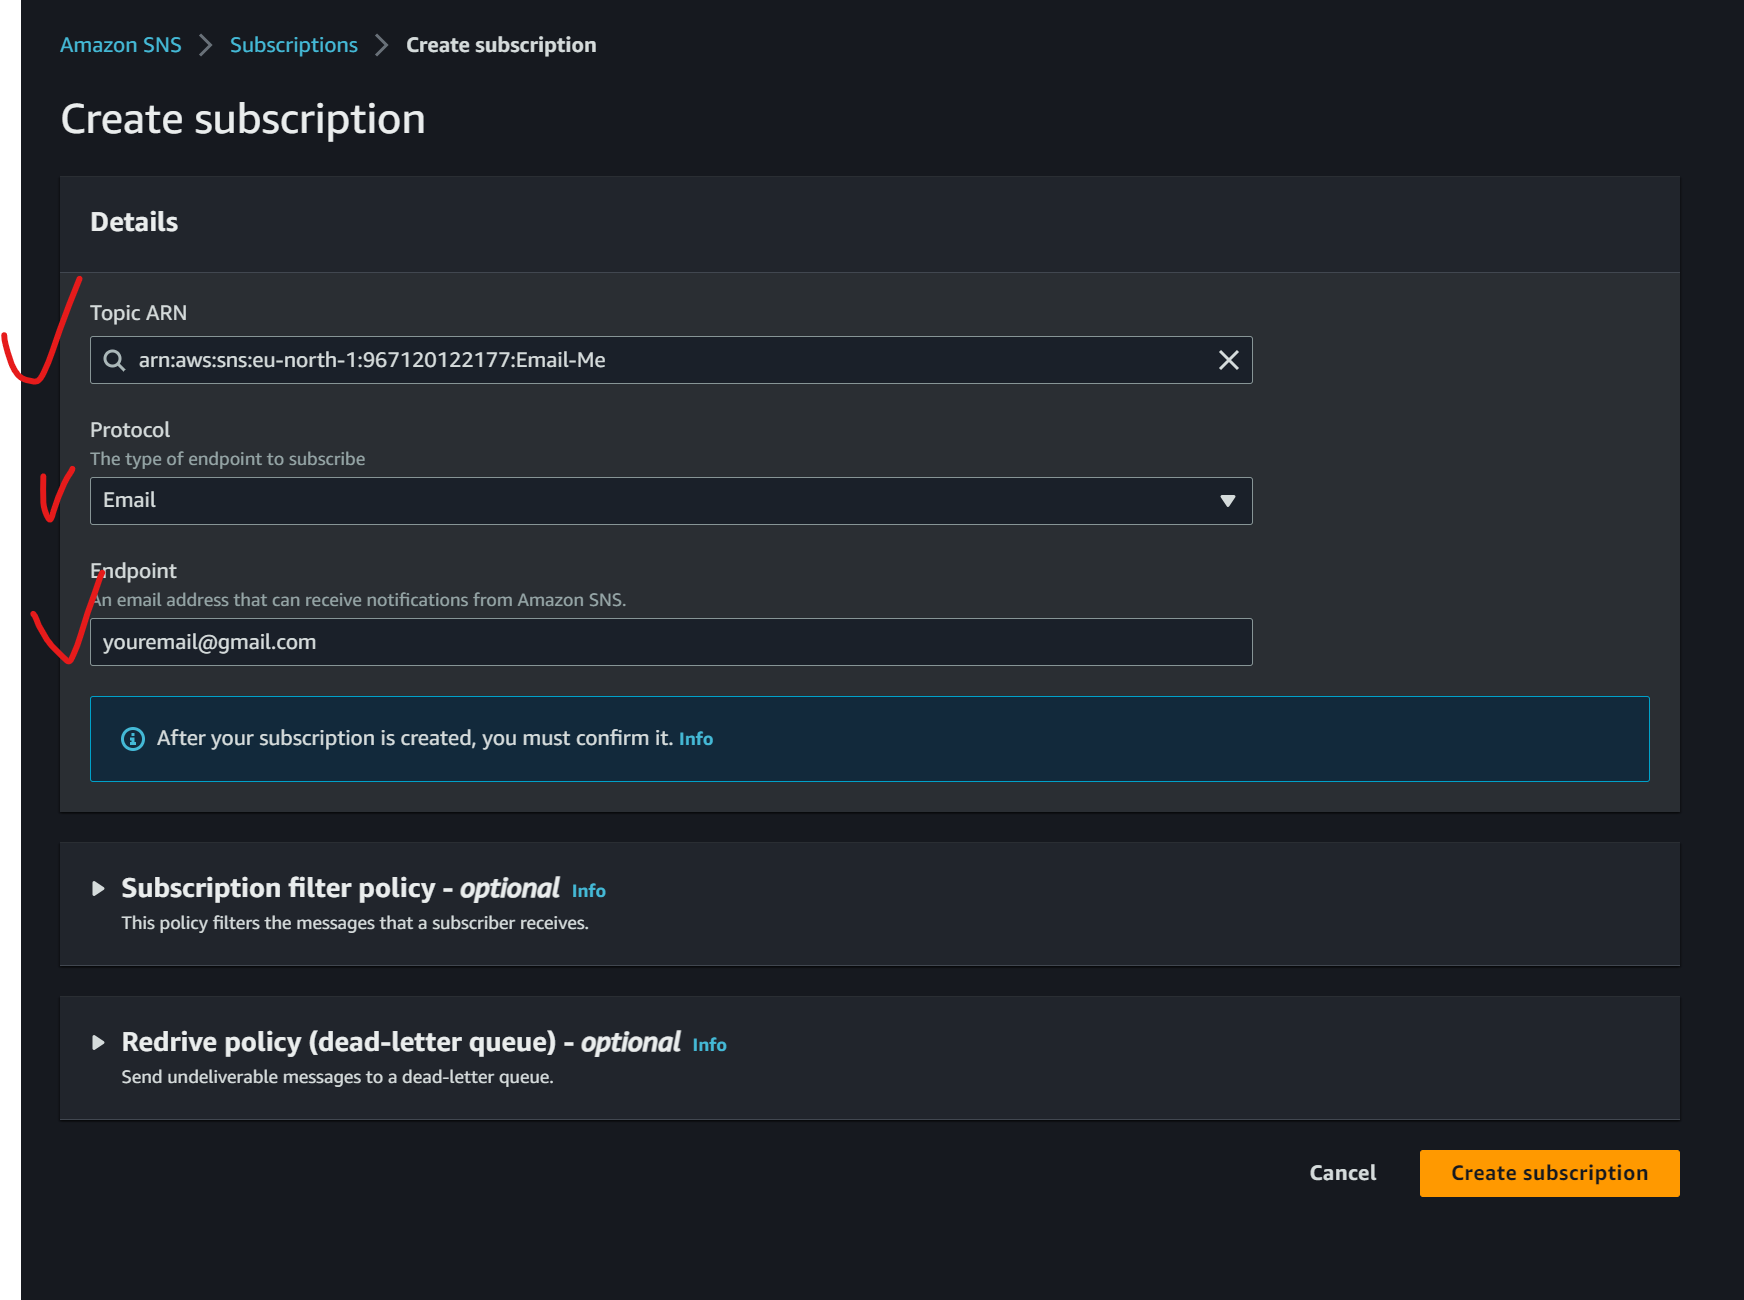 Amazon SNS > Subscriptions > Create subscription
Create subscription
Details
Topic ARN
arn:aws:sns:eu-north-1:967120122177:Email-Me
Protocol
The type of endpoint to subscribe
Email
Endpoint
An email address that can receive notifications from Amazon SNS.
youremail@gmail.com
After your subscription is created, you must confirm it. Info
Subscription filter policy - optional Info
This policy filters the messages that a subscriber receives.
Redrive policy (dead-letter queue) - optional Info
Send undeliverable messages to a dead-letter queue.
Cancel Create subscription